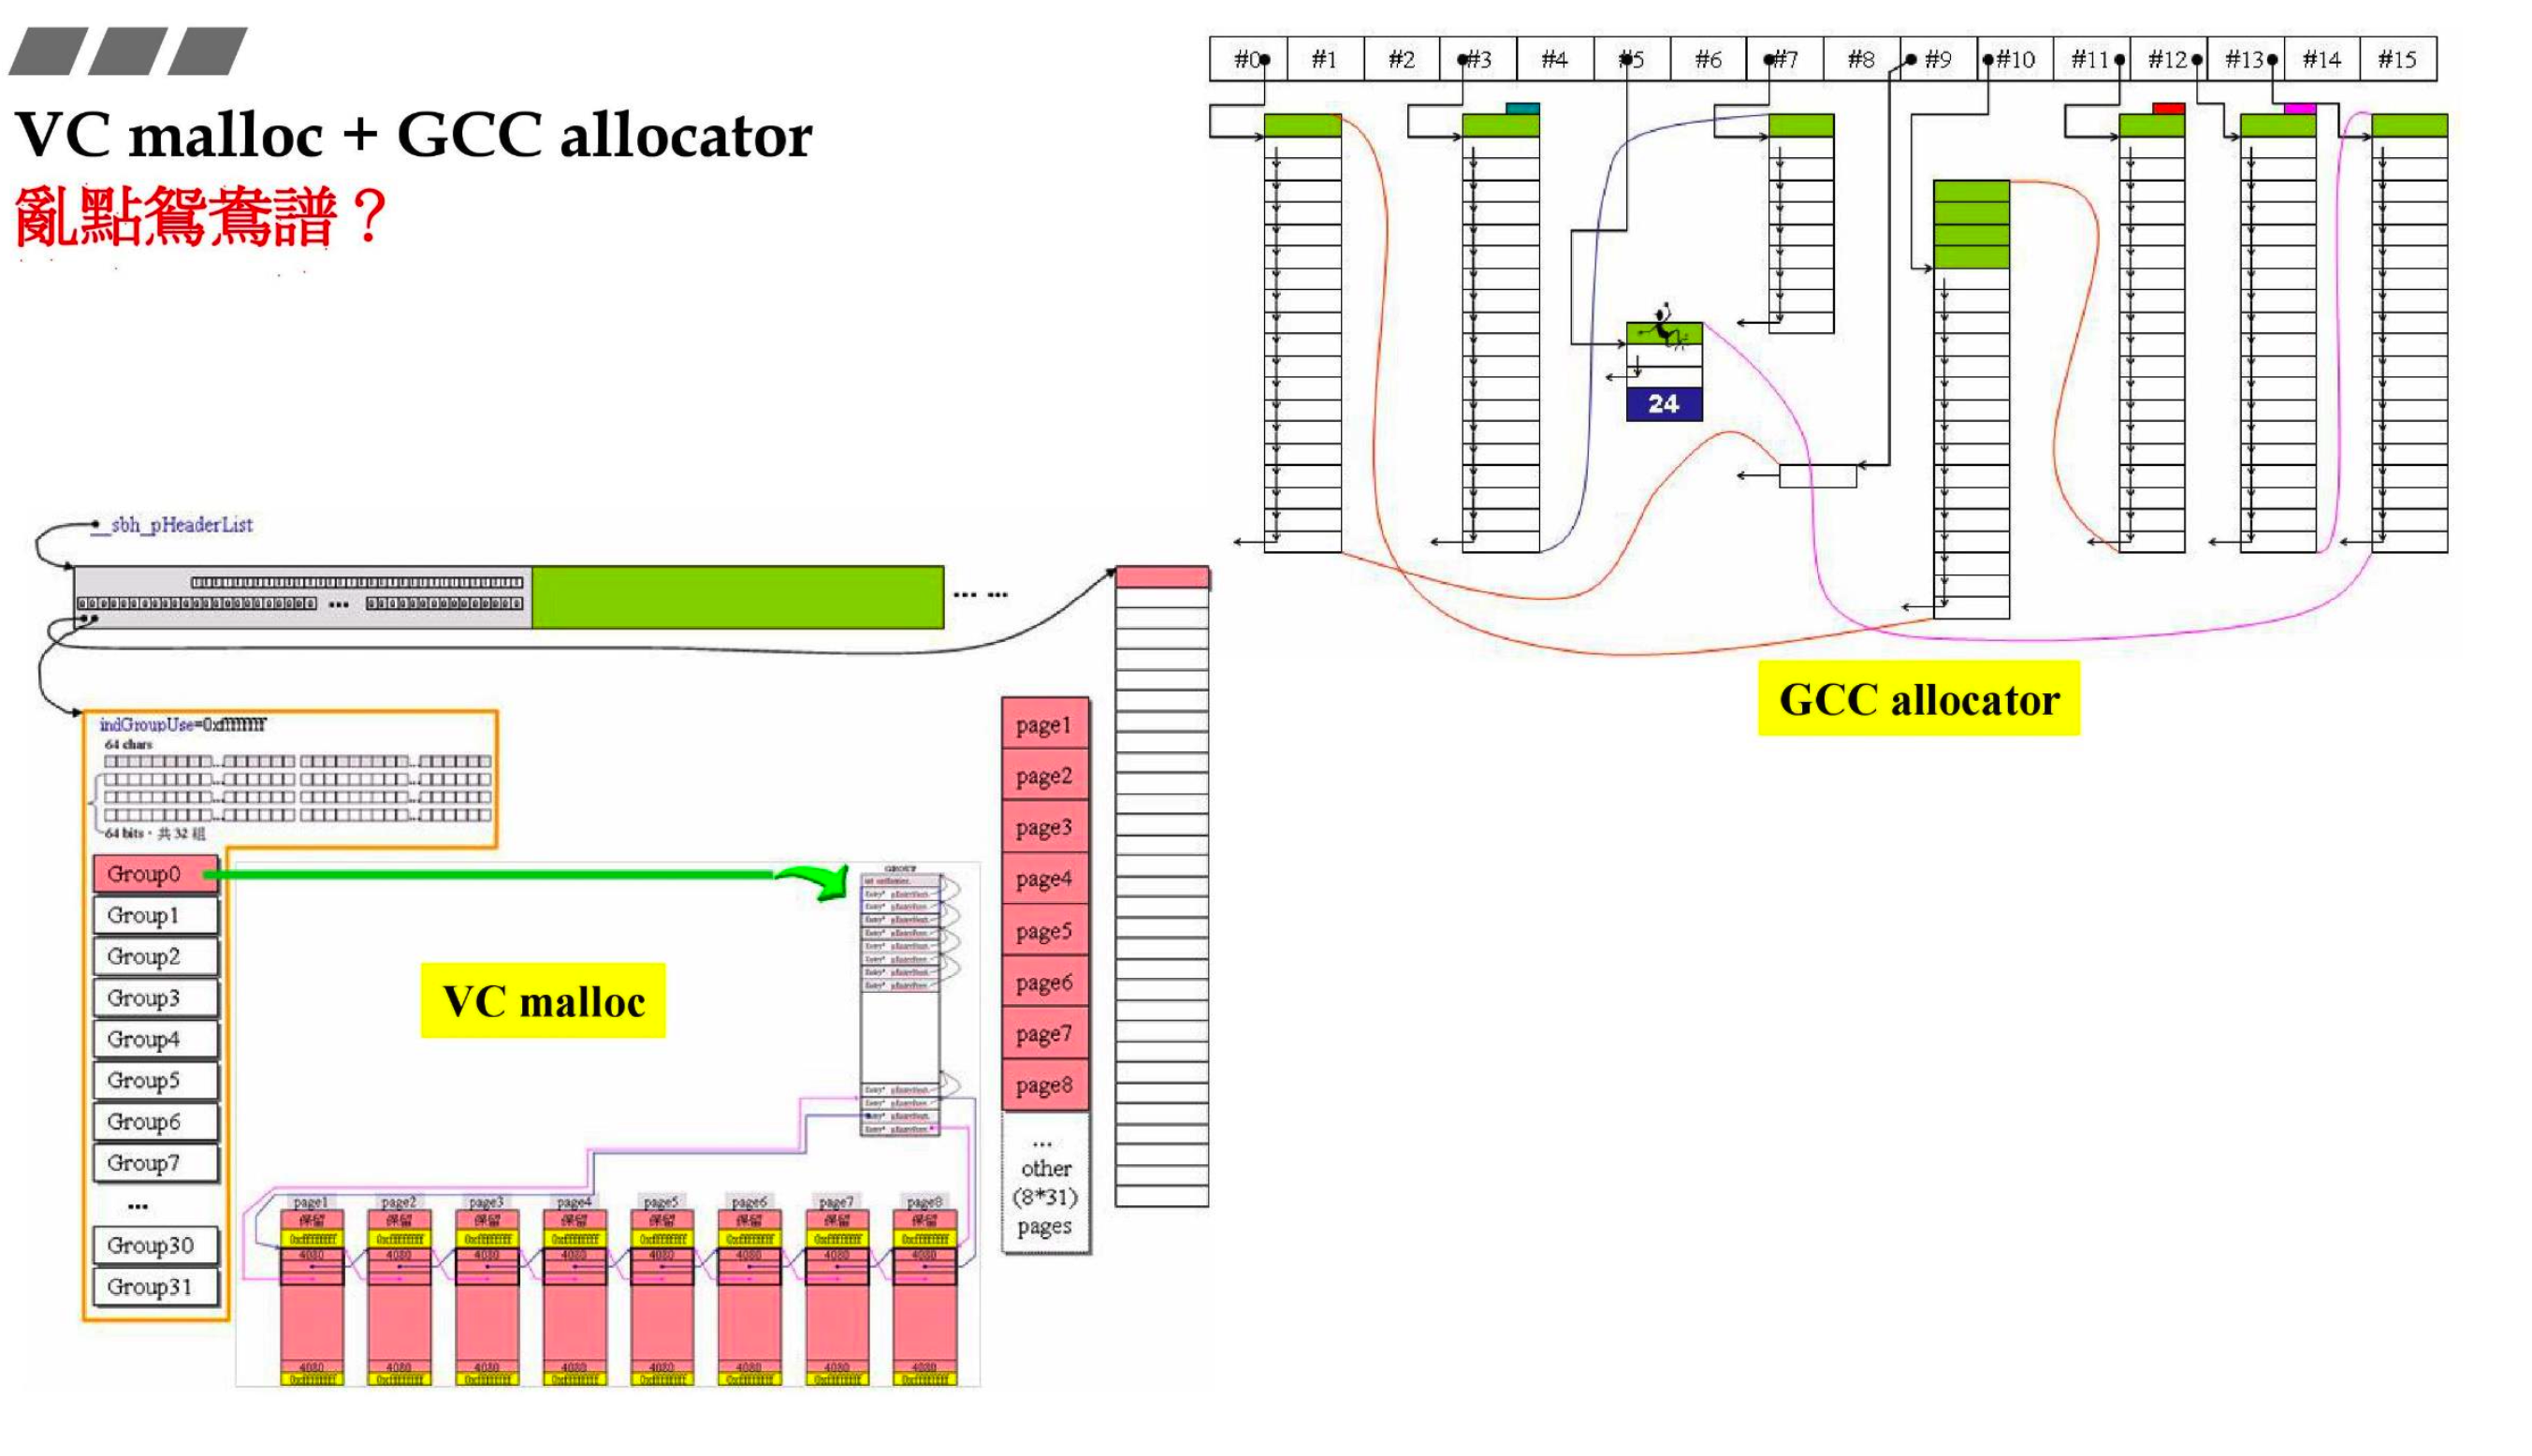 VC malloc + GCC allocator
亂點鴛鴦譜？
#0 #1 #2 #3 #4 #5 #6 #7 #8 #9 #10 #11 #12 #13 #14 #15
24
GCC allocator
__sbh_pHeaderList
... ...
...
indGroupUse=0xffffffff
64 chars
64 bits，共 32 組
Group0
Group1
Group2
Group3
Group4
Group5
Group6
Group7
...
Group30
Group31
VC malloc
GROUP
page1 page2 page3 page4 page5 page6 page7 page8
保留 保留 保留 保留 保留 保留 保留 保留
0xffffffff 0xffffffff 0xffffffff 0xffffffff 0xffffffff 0xffffffff 0xffffffff 0xffffffff
4080 4080 4080 4080 4080 4080 4080 4080
4080 4080 4080 4080 4080 4080 4080 4080
0xffffffff 0xffffffff 0xffffffff 0xffffffff 0xffffffff 0xffffffff 0xffffffff 0xffffffff
page1
page2
page3
page4
page5
page6
page7
page8
...
other
(8*31)
pages